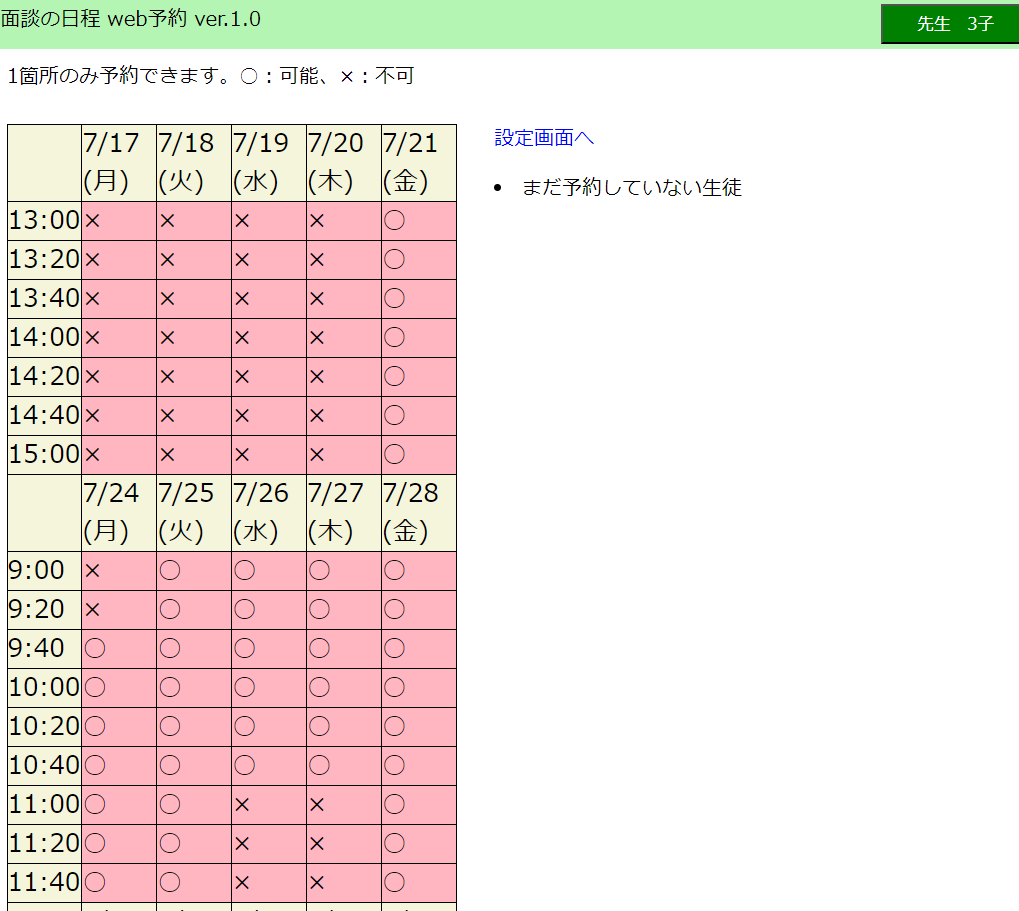 面談の日程 web予約 ver.1.0
先生　3子
1箇所のみ予約できます。〇：可能、×：不可
設定画面へ
• まだ予約していない生徒
7/17 7/18 7/19 7/20 7/21
(月) (火) (水) (木) (金)
13:00 × × × × 〇
13:20 × × × × 〇
13:40 × × × × 〇
14:00 × × × × 〇
14:20 × × × × 〇
14:40 × × × × 〇
15:00 × × × × 〇
7/24 7/25 7/26 7/27 7/28
(月) (火) (水) (木) (金)
9:00 × 〇 〇 〇 〇
9:20 × 〇 〇 〇 〇
9:40 〇 〇 〇 〇 〇
10:00 〇 〇 〇 〇 〇
10:20 〇 〇 〇 〇 〇
10:40 〇 〇 〇 〇 〇
11:00 〇 〇 × × 〇
11:20 〇 〇 × × 〇
11:40 〇 〇 × × 〇